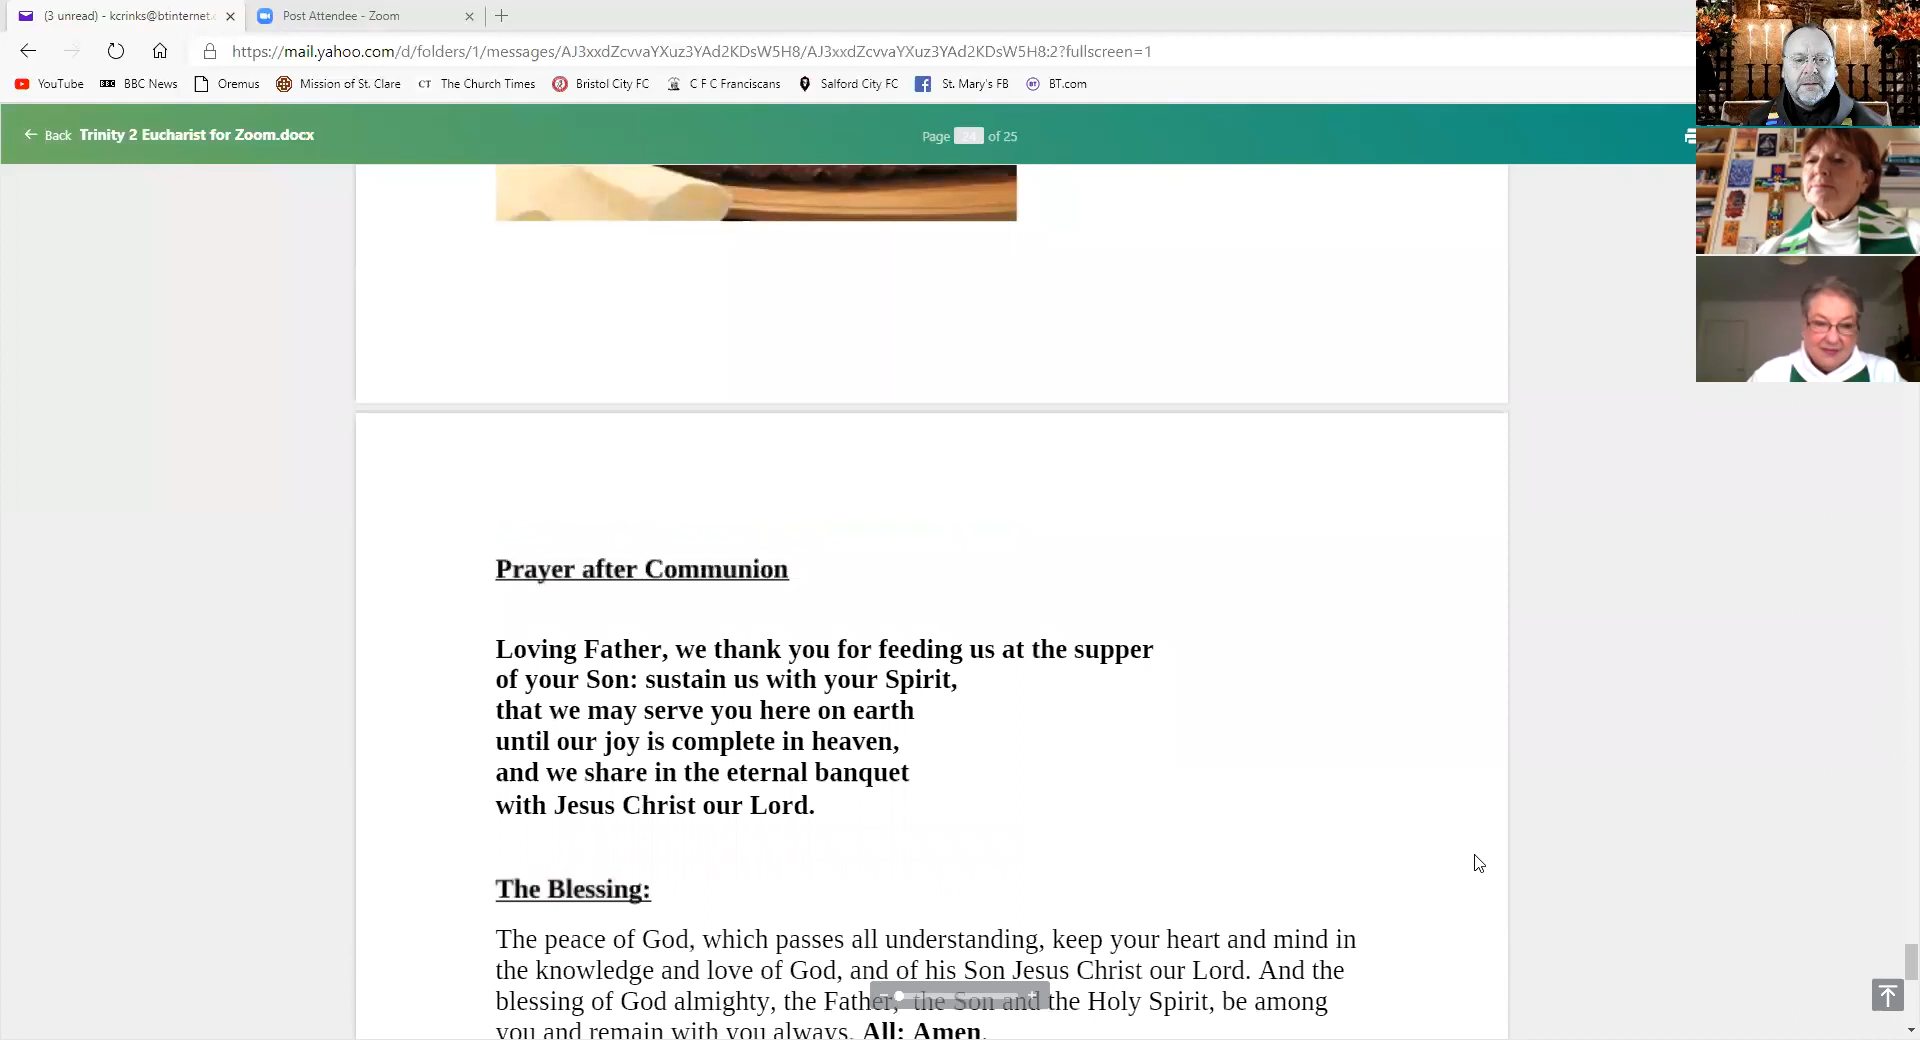 (3 unread) - kcrinks@btinternet.c
Post Attendee - Zoom
https://mail.yahoo.com/d/folders/1/messages/AJ3xxdZcvvaYXuz3YAd2KDsW5H8/AJ3xxdZcvvaYXuz3YAd2KDsW5H8:2?fullscreen=1
YouTube BBC News Oremus Mission of St. Clare CT The Church Times Bristol City FC C F C Franciscans Salford City FC St. Mary's FB BT.com
Back Trinity 2 Eucharist for Zoom.docx Page 24 of 25
Prayer after Communion
Loving Father, we thank you for feeding us at the supper
of your Son: sustain us with your Spirit,
that we may serve you here on earth
until our joy is complete in heaven,
and we share in the eternal banquet
with Jesus Christ our Lord.
The Blessing:
The peace of God, which passes all understanding, keep your heart and mind in
the knowledge and love of God, and of his Son Jesus Christ our Lord. And the
blessing of God almighty, the Father, the Son and the Holy Spirit, be among
you and remain with you always. All: Amen.